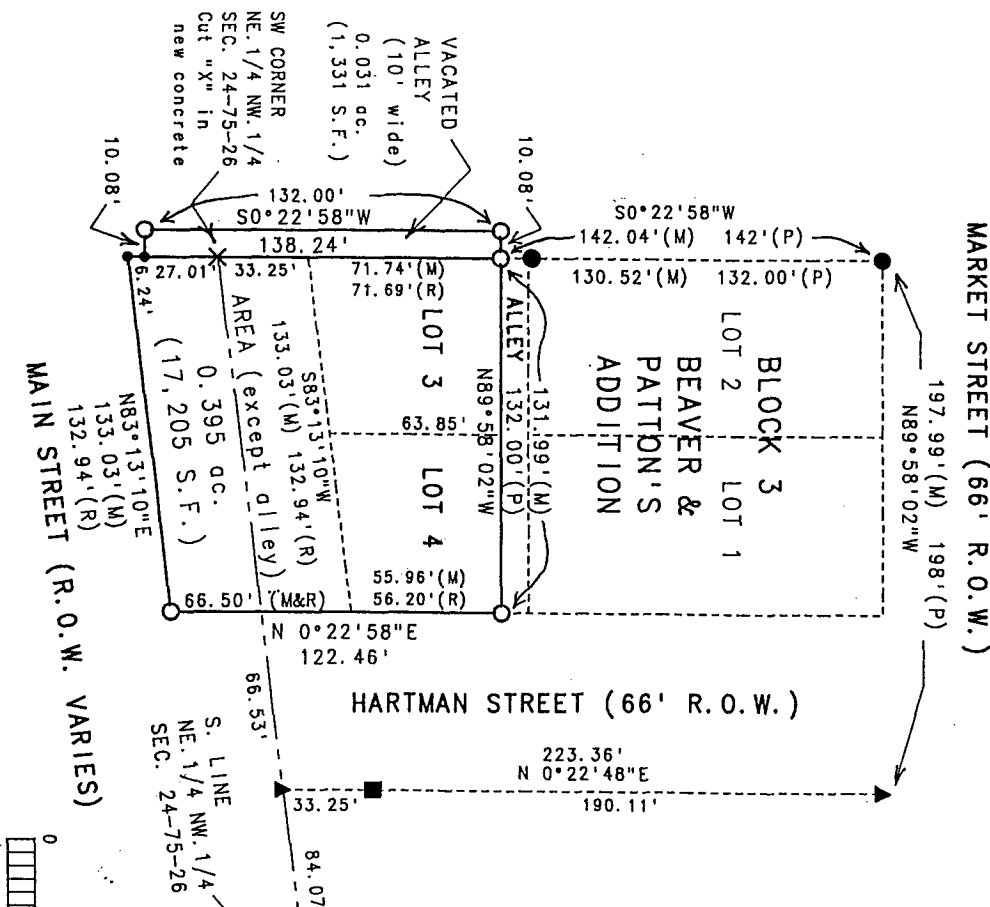 MARKET STREET (66' R.O.W.)
197.99'(M) 198'(P)
N89°58'02"W
S0°22'58"W
142.04'(M) 142'(P)
130.52'(M) 132.00'(P)
10.08'
VACATED
ALLEY
(10' wide)
0.031 ac.
(1,331 S.F.)
SW CORNER
NE.1/4 NW.1/4
SEC. 24-75-26
Cut "X" in
new concrete
10.08'
132.00'
S0°22'58"W
138.24'
6.24'
27.01'
33.25'
71.74'(M)
71.69'(R)
LOT 2
LOT 1
BLOCK 3
BEAVER &
PATTON'S
ADDITION
ALLEY
131.99'(M)
132.00'(P)
N89°58'02"W
LOT 3
LOT 4
63.85'
S83°13'10"W
133.03'(M) 132.94'(R)
AREA (except alley)
0.395 ac.
(17,205 S.F.)
55.96'(M)
56.20'(R)
66.50' (M&R)
N 0°22'58"E
122.46'
N83°13'10"E
133.03'(M)
132.94'(R)
MAIN STREET (R.O.W. VARIES)
HARTMAN STREET (66' R.O.W.)
223.36'
N 0°22'48"E
33.25'
190.11'
66.53'
84.07
S. LINE
NE.1/4 NW.1/4
SEC. 24-75-26
0